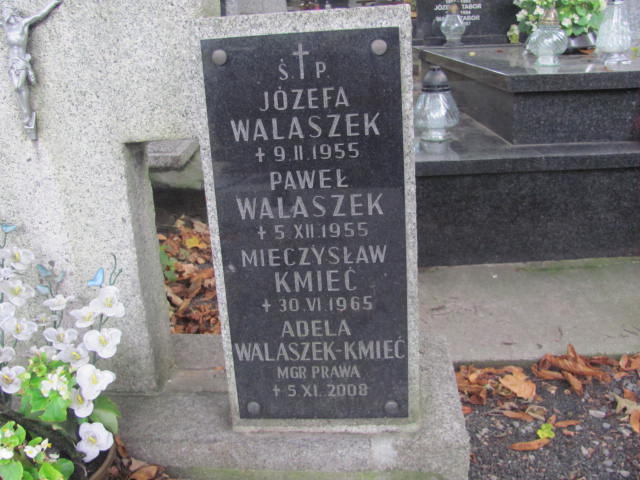 Ś † P.
JÓZEFA
WALASZEK
† 9.II.1955
PAWEŁ
WALASZEK
† 5.XII.1955
MIECZYSŁAW
KMIEĆ
† 30.VI.1965
ADELA
WALASZEK-KMIEĆ
MGR PRAWA
† 5.XI.2008